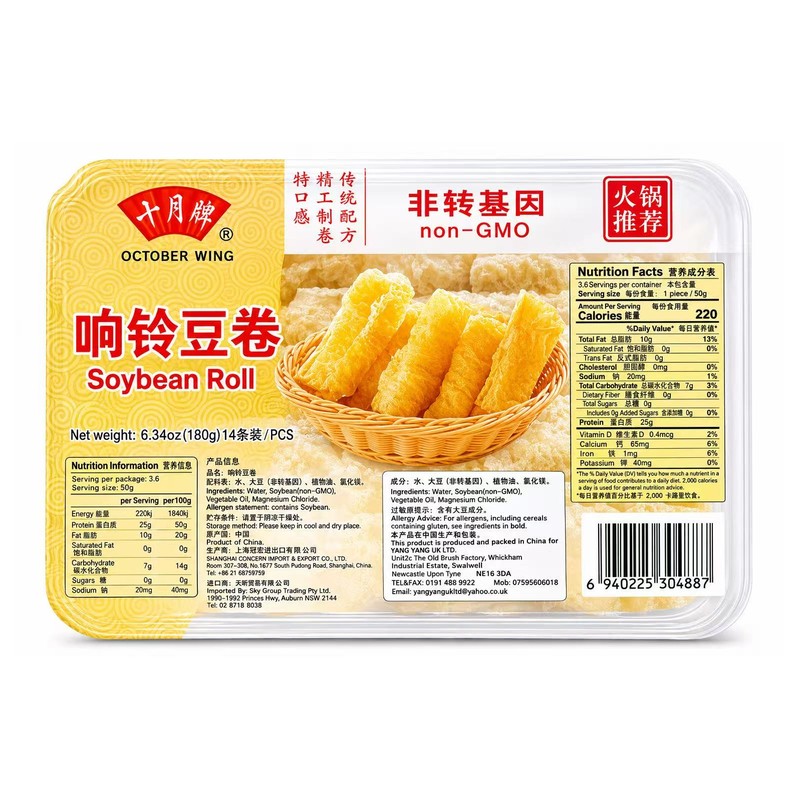 十月牌
®
OCTOBER WING
响铃豆卷
Soybean Roll
Net weight: 6.34oz(180g)14条装/PCS
传统配方
精工制卷
特口感
非转基因
non-GMO
火锅
推荐
Nutrition Information 营养信息
Serving per package: 3.6
Serving size: 50g
per Serving per100g
Energy 能量 220kj 1840kj
Protein 蛋白质 25g 50g
Fat 脂肪 10g 20g
Saturated Fat 0g 0g
饱和脂肪
Carbohydrate 7g 14g
碳水化合物
Sugars 糖 0g 0g
Sodium 钠 20mg 40mg
产品信息
品名: 响铃豆卷
配料表: 水、大豆 (非转基因) 、植物油、氯化镁。
Ingredients: Water, Soybean(non-GMO),
Vegetable Oil, Magnesium Chloride.
Allergen statement: contains Soybean.
贮存条件: 请置于阴凉干燥处。
Storage method: Please keep in cool and dry place.
原产国: 中国
Product of China.
生产商: 上海冠宏进出口有限公司
SHANGHAI CONCERN IMPORT & EXPORT CO., LTD.
Room 307–308, No.1677 South Pudong Road, Shanghai, China.
Tel: +86 21 68759759
进口商: 天昕贸易有限公司
Imported By: Sky Group Trading Pty Ltd.
1990-1992 Princes Hwy, Auburn NSW 2144
Tel: 02 8718 8038
成分: 水、大豆 (非转基因) 、植物油、氯化镁。
Ingredients: Water, Soybean(non-GMO),
Vegetable Oil, Magnesium Chloride.
过敏原提示: 含有大豆成分。
Allergy Advice: For allergens, including cereals
containing gluten, see ingredients in bold.
本产品在中国生产和包装。
This product is produced and packed in China for
YANG YANG UK LTD.
Unit2c The Old Brush Factory, Whickham
Industrial Estate, Swalwell
Newcastle Upon Tyne NE16 3DA
TEL&FAX: 0191 488 9922 Mob: 07595606018
Email: yangyangukltd@yahoo.co.uk
Nutrition Facts 营养成分表
3.6Servings per container 本包含量
Serving size 每份食量: 1 piece / 50g
Amount Per Serving 每份食用量
Calories 能量 220
%Daily Value* 每日营养值*
Total Fat 总脂肪 10g 13%
Saturated Fat 饱和脂肪 0g 0%
Trans Fat 反式脂肪 0g
Cholesterol 胆固醇 0mg 0%
Sodium 钠 20mg 1%
Total Carbohydrate 总碳水化合物 7g 3%
Dietary Fiber 膳食纤维 0g 0%
Total Sugars 总糖 0g
Includes 0g Added Sugars 含添加糖 0g 0%
Protein 蛋白质 25g
Vitamin D 维生素D 0.4mcg 2%
Calcium 钙 65mg 6%
Iron 铁 1mg 6%
Potassium 钾 40mg 0%
*The % Daily Value (DV) tells you how much a nutrient in a
serving of food contributes to a daily diet. 2,000 calories
a day is used for general nutrition advice.
*每日营养值百分比基于 2,000 卡路里饮食。
6 940225 304887